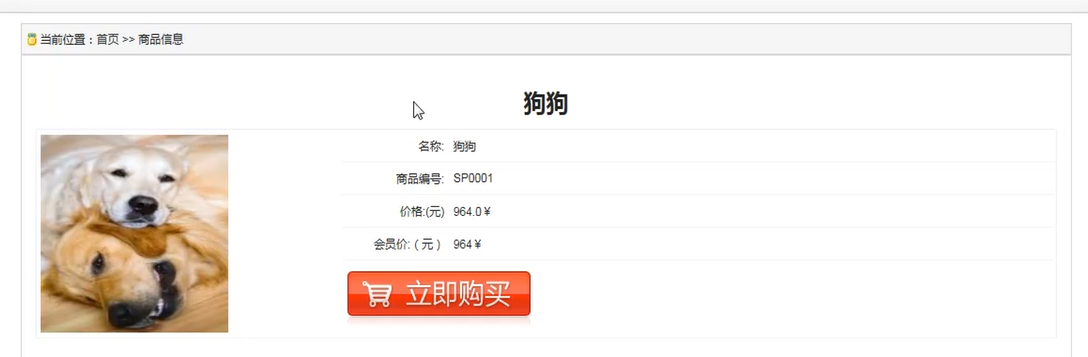 当前位置：首页 >> 商品信息
狗狗
名称: 狗狗
商品编号: SP0001
价格:(元) 964.0¥
会员价:（元） 964¥
立即购买